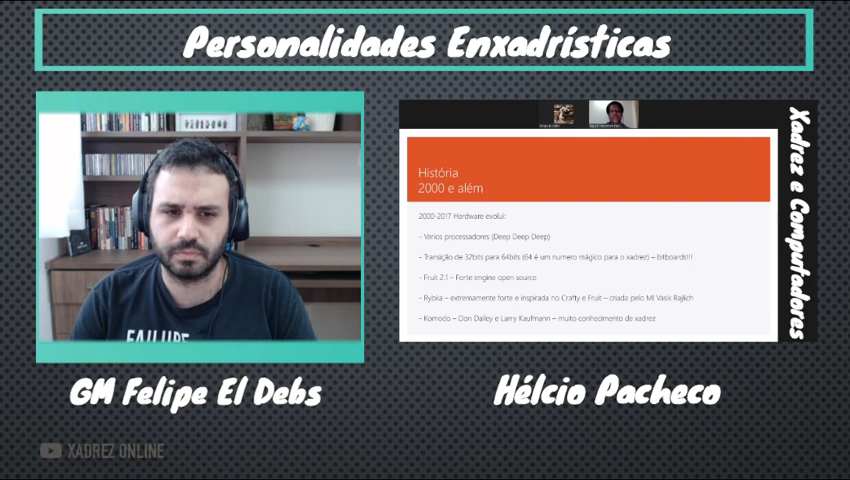 Personalidades Enxadrísticas
História
2000 e além
2000-2017 Hardware evolui:
- Varios processadores (Deep Deep Deep)
- Transição de 32bits para 64bits (64 é um numero mágico para o xadrez) – bitboards!!!
- Fruit 2.1 – Forte engine open source
- Rybka – extremamente forte e inspirada no Crafty e Fruit – criada pelo MI Vasik Rajlich
- Komodo – Don Dailey e Larry Kaufmann – muito conhecimento de xadrez
Xadrez e Computadores
FAILURE
GM Felipe El Debs
Hélcio Pacheco
XADREZ ONLINE